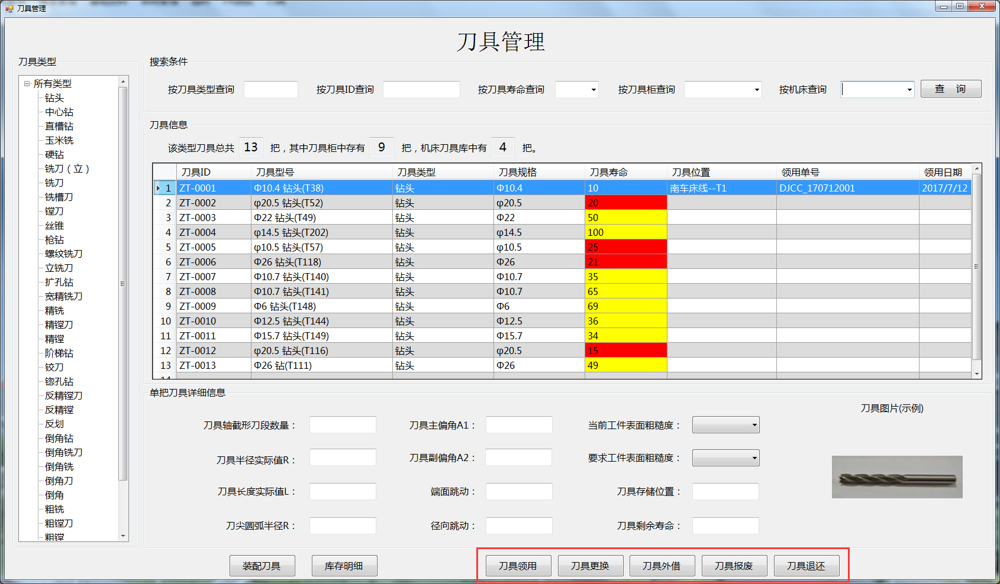 刀具管理
刀具管理
刀具类型
所有类型
钻头
中心钻
直槽钻
玉米铣
硬钻
铣刀（立）
铣刀
铣槽刀
镗刀
丝锥
枪钻
螺纹铣刀
立铣刀
扩孔钻
宽精铣刀
精铣
精镗刀
精镗
阶梯钻
铰刀
锪孔钻
反精镗刀
反精镗
反划
倒角钻
倒角铣刀
倒角铣
倒角刀
倒角
粗铣
粗镗刀
粗镗
搜索条件
按刀具类型查询 按刀具ID查询 按刀具寿命查询 按刀具柜查询 按机床查询 查 询
刀具信息
该类型刀具总共 13 把，其中刀具柜中存有 9 把，机床刀具库中有 4 把。
刀具ID 刀具型号 刀具类型 刀具规格 刀具寿命 刀具位置 领用单号 领用日期
1 ZT-0001 Φ10.4 钻头(T38) 钻头 Φ10.4 10 南车床线--T1 DJCC_170712001 2017/7/12
2 ZT-0002 φ20.5 钻头(T52) 钻头 φ20.5 20
3 ZT-0003 Φ22 钻头(T49) 钻头 Φ22 50
4 ZT-0004 φ14.5 钻头(T202) 钻头 φ14.5 100
5 ZT-0005 φ10.5 钻头(T57) 钻头 φ10.5 25
6 ZT-0006 Φ26 钻头(T118) 钻头 Φ26 21
7 ZT-0007 Φ10.7 钻头(T140) 钻头 Φ10.7 35
8 ZT-0008 Φ10.7 钻头(T141) 钻头 Φ10.7 65
9 ZT-0009 Φ6 钻头(T148) 钻头 Φ6 69
10 ZT-0010 Φ12.5 钻头(T144) 钻头 Φ12.5 36
11 ZT-0011 Φ15.7 钻头(T149) 钻头 Φ15.7 34
12 ZT-0012 φ20.5 钻头(T116) 钻头 φ20.5 15
13 ZT-0013 Φ26 钻(T111) 钻头 Φ26 49
14
单把刀具详细信息
刀具轴截形刀段数量： 刀具主偏角A1： 当前工件表面粗糙度： 刀具图片(示例)
刀具半径实际值R： 刀具副偏角A2： 要求工件表面粗糙度：
刀具长度实际值L： 端面跳动： 刀具存储位置：
刀尖圆弧半径R： 径向跳动： 刀具剩余寿命：
装配刀具 库存明细 刀具领用 刀具更换 刀具外借 刀具报废 刀具退还